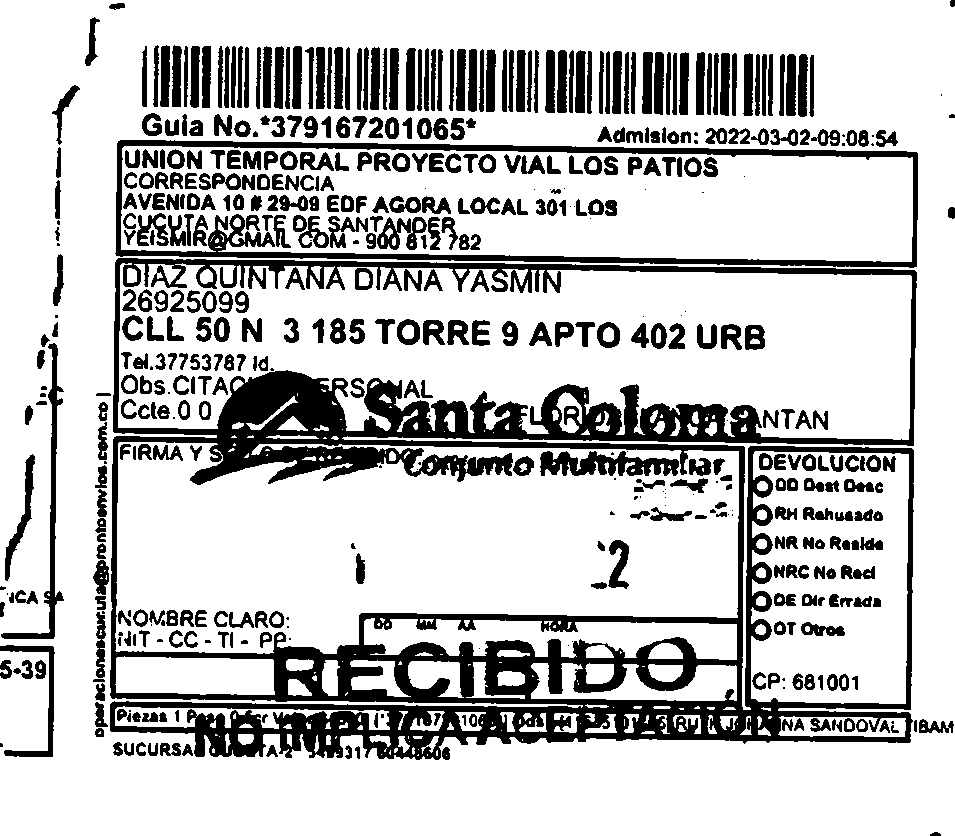 Guia No.*379167201065*
Admision: 2022-03-02-09:08:54
UNION TEMPORAL PROYECTO VIAL LOS PATIOS
CORRESPONDENCIA
AVENIDA 10 # 29-09 EDF AGORA LOCAL 301 LOS
CUCUTA NORTE DE SANTANDER
YEISMIR@GMAIL COM - 900 812 782
DIAZ QUINTANA DIANA YASMIN
26925099
CLL 50 N 3 185 TORRE 9 APTO 402 URB
Tel.37753787 Id.
Obs.
Ccte.0 0
Santa Coloma
Conjunto Multifamiliar
FIRMA Y
DEVOLUCION
DD Dest Desc
RH Rehusado
NR No Reside
NRC No Recl
DE Dir Errada
OT Otros
CP: 681001
NOMBRE CLARO:
NIT - CC - TI - PP:
DD MM AA HORA
RECIBIDO
NO IMPLICA ACEPTACIÓN
Piezas 1
SANDOVAL TIBAM
operacionescucuta@prontoenvios.com.co |
ICA SA
5-39